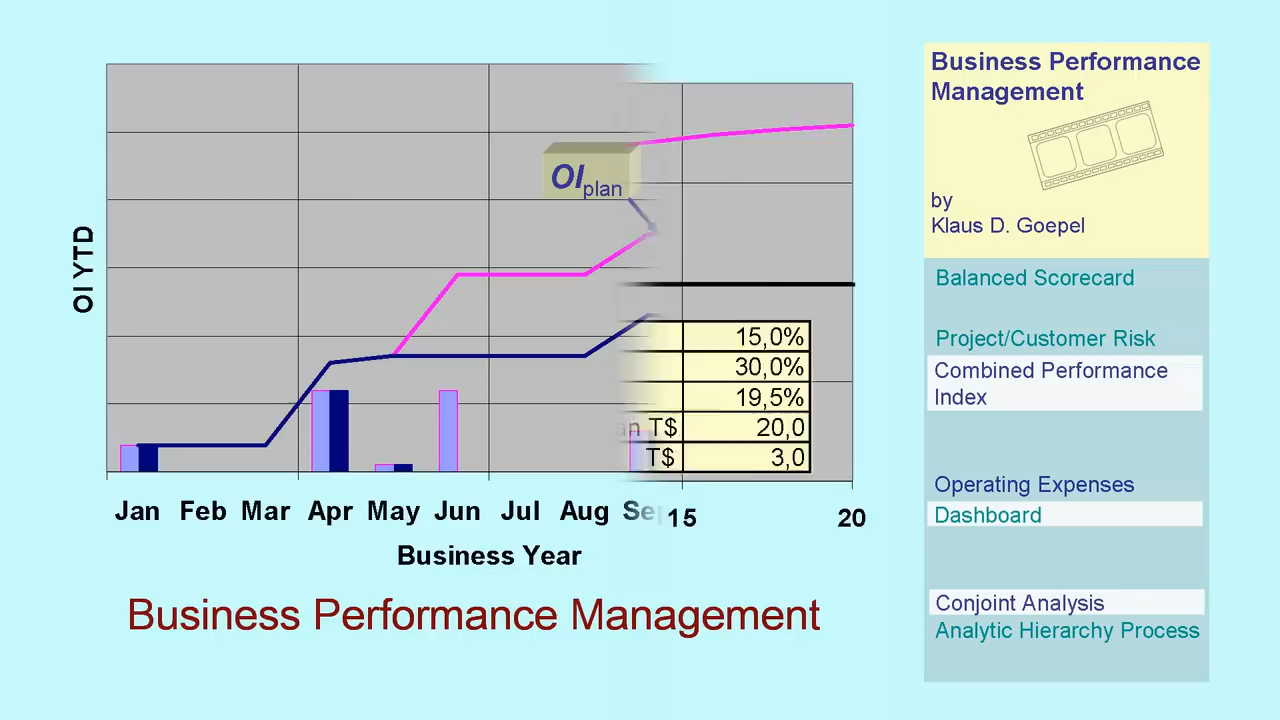 OI YTD
OIplan
15,0%
30,0%
19,5%
T$ 20,0
T$ 3,0
Jan Feb Mar Apr May Jun Jul Aug
15 20
Business Year
Business Performance Management
Business Performance
Management
by
Klaus D. Goepel
Balanced Scorecard
Project/Customer Risk
Combined Performance
Index
Operating Expenses
Dashboard
Conjoint Analysis
Analytic Hierarchy Process